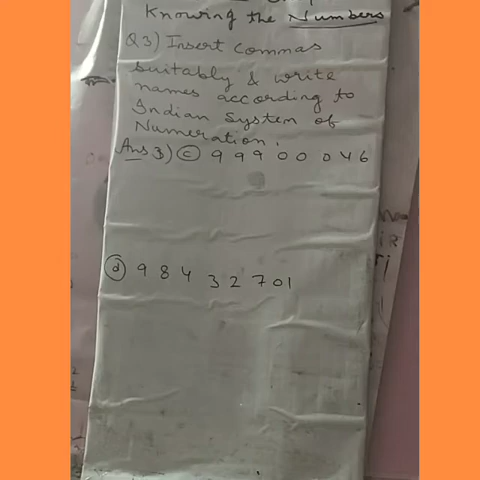 Knowing the Numbers
Q3) Insert Commas
suitably & write
names according to
Indian System of
Numeration.
Ans 3) (c) 9 9 9 0 0 0 4 6
(d) 9 8 4 3 2 7 0 1